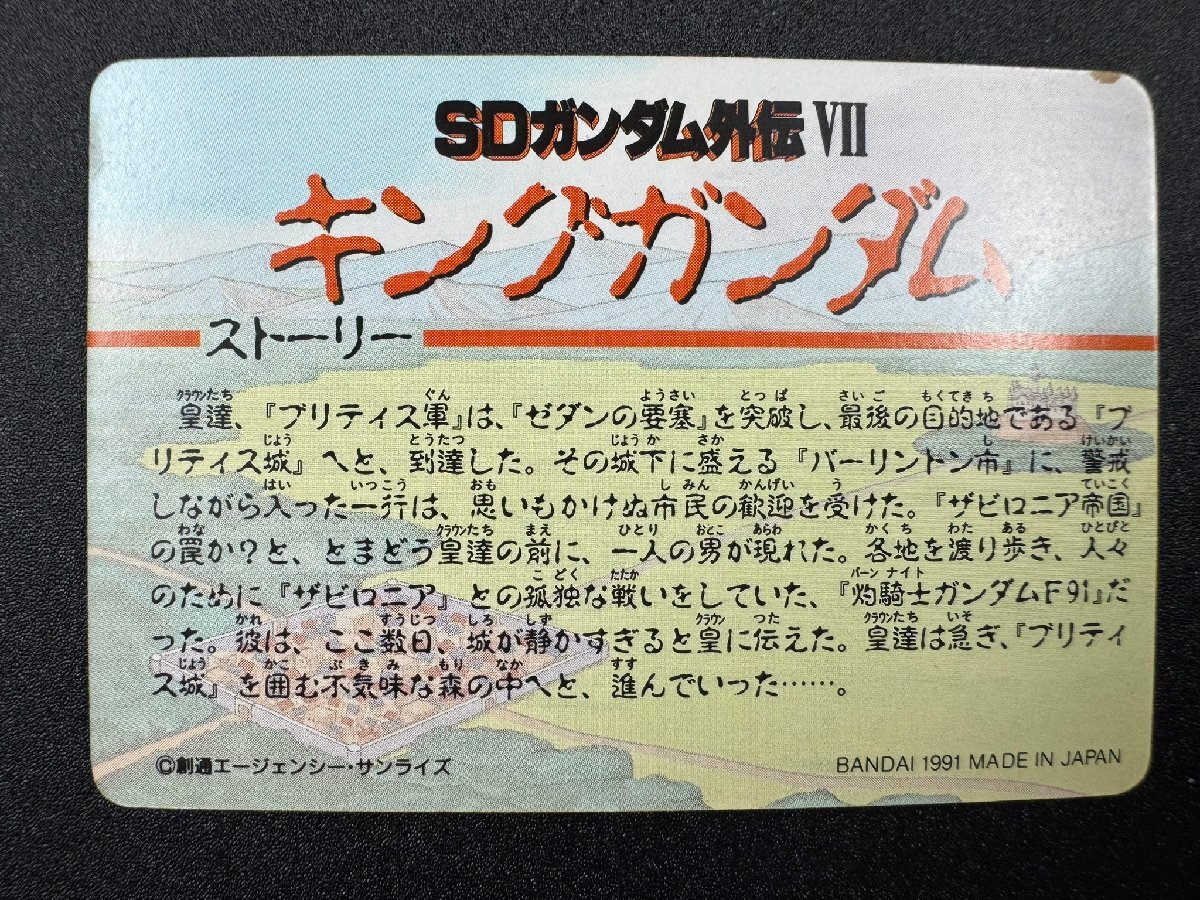 SDガンダム外伝 VII
キングガンダム
ストーリー
皇達、『ブリティス軍』は、『ゼダンの要塞』を突破し、最後の目的地である『ブ
リティス城』へと、到達した。その城下に盛える『バーリントン市』に、警戒
しながら入った一行は、思いもかけぬ市民の歓迎を受けた。『ザビロニア帝国』
の罠か?と、とまどう皇達の前に、一人の男が現れた。各地を渡り歩き、人々
のために『ザビロニア』との孤独な戦いをしていた、『灼騎士ガンダムF91』だ
った。彼は、ここ数日、城が静かすぎると皇に伝えた。皇達は急ぎ、『ブリティ
ス城』を囲む不気味な森の中へと、進んでいった……。
©創通エージェンシー・サンライズ
BANDAI 1991 MADE IN JAPAN